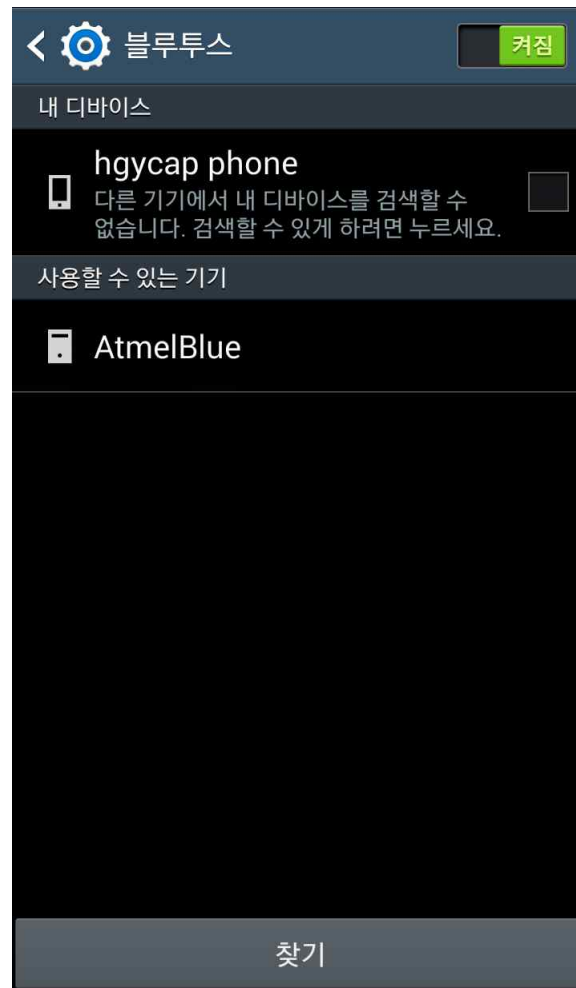 블루투스
켜짐
내 디바이스
hgycap phone
다른 기기에서 내 디바이스를 검색할 수
없습니다. 검색할 수 있게 하려면 누르세요.
사용할 수 있는 기기
AtmelBlue
찾기